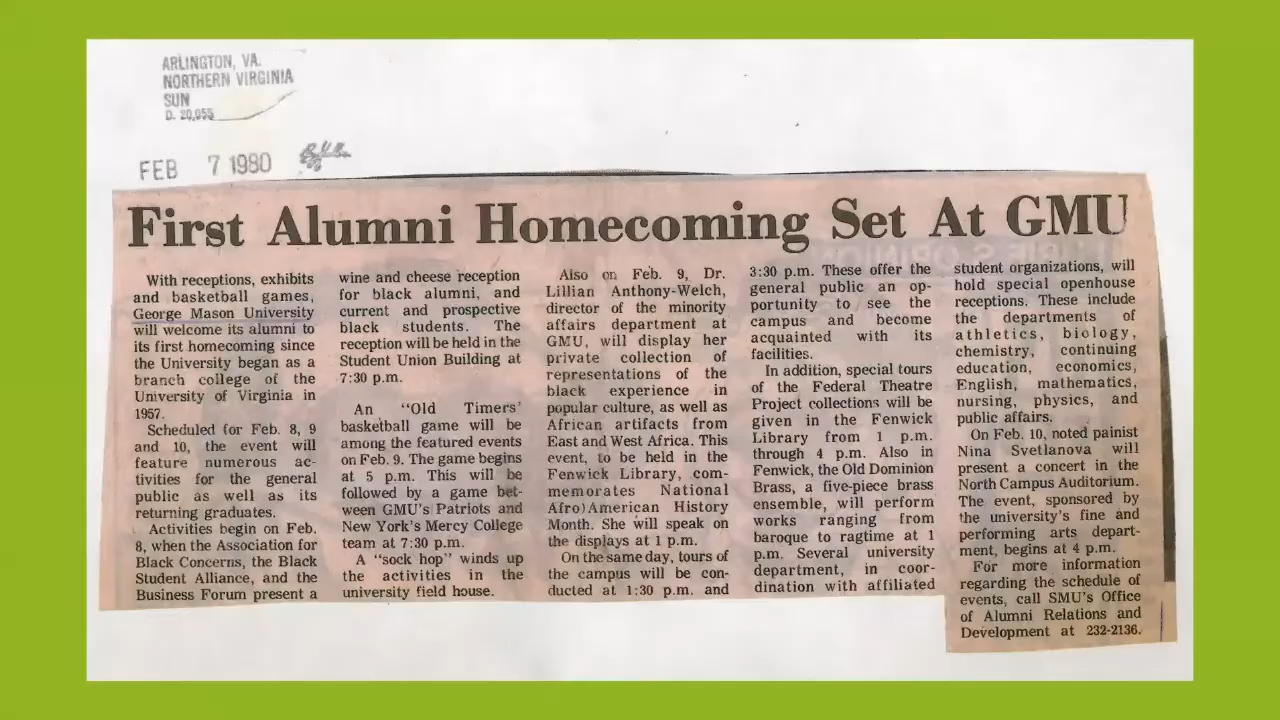 ARLINGTON, VA.
NORTHERN VIRGINIA
SUN
D. 20,055
FEB 7 1980
First Alumni Homecoming Set At GMU
With receptions, exhibits
and basketball games,
George Mason University
will welcome its alumni to
its first homecoming since
the University began as a
branch college of the
University of Virginia in
1957.
Scheduled for Feb. 8, 9
and 10, the event will
feature numerous ac-
tivities for the general
public as well as its
returning graduates.
Activities begin on Feb.
8, when the Association for
Black Concerns, the Black
Student Alliance, and the
Business Forum present a
wine and cheese reception
for black alumni, and
current and prospective
black students. The
reception will be held in the
Student Union Building at
7:30 p.m.
An "Old Timers'
basketball game will be
among the featured events
on Feb. 9. The game begins
at 5 p.m. This will be
followed by a game bet-
ween GMU's Patriots and
New York's Mercy College
team at 7:30 p.m.
A "sock hop" winds up
the activities in the
university field house.
Also on Feb. 9, Dr.
Lillian Anthony-Welch,
director of the minority
affairs department at
GMU, will display her
private collection of
representations of the
black experience in
popular culture, as well as
African artifacts from
East and West Africa. This
event, to be held in the
Fenwick Library, com-
memorates National
Afro)American History
Month. She will speak on
the displays at 1 p.m.
On the same day, tours of
the campus will be con-
ducted at 1:30 p.m. and
3:30 p.m. These offer the
general public an op-
portunity to see the
campus and become
acquainted with its
facilities.
In addition, special tours
of the Federal Theatre
Project collections will be
given in the Fenwick
Library from 1 p.m.
through 4 p.m. Also in
Fenwick, the Old Dominion
Brass, a five-piece brass
ensemble, will perform
works ranging from
baroque to ragtime at 1
p.m. Several university
department, in coor-
dination with affiliated
student organizations, will
hold special openhouse
receptions. These include
the departments of
athletics, biology,
chemistry, continuing
education, economics,
English, mathematics,
nursing, physics, and
public affairs.
On Feb. 10, noted painist
Nina Svetlanova will
present a concert in the
North Campus Auditorium.
The event, sponsored by
the university's fine and
performing arts depart-
ment, begins at 4 p.m.
For more information
regarding the schedule of
events, call SMU's Office
of Alumni Relations and
Development at 232-2136.